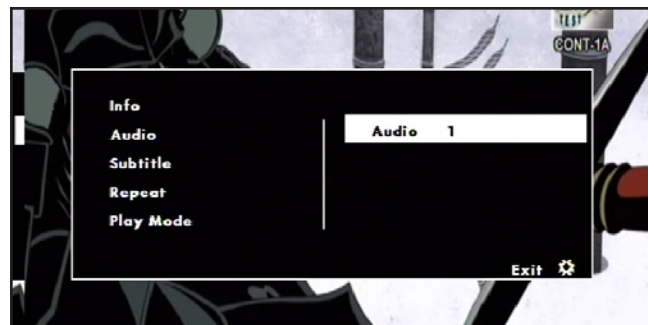 TEST
CONT-1A
Info
Audio
Audio 1
Subtitle
Repeat
Play Mode
Exit